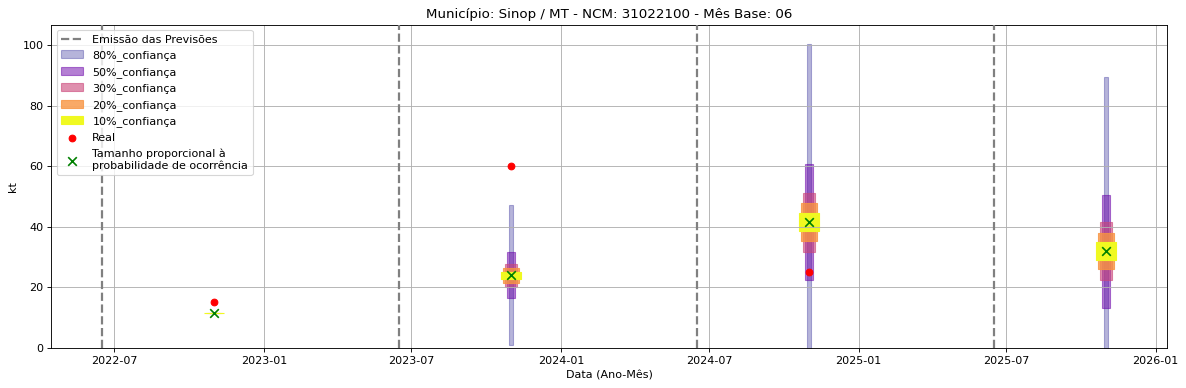 Município: Sinop / MT - NCM: 31022100 - Mês Base: 06
Emissão das Previsões
80%_confiança
50%_confiança
30%_confiança
20%_confiança
10%_confiança
Real
Tamanho proporcional à
probabilidade de ocorrência
kt
100
80
60
40
20
0
2022-07
2023-01
2023-07
2024-01
2024-07
2025-01
2025-07
2026-01
Data (Ano-Mês)